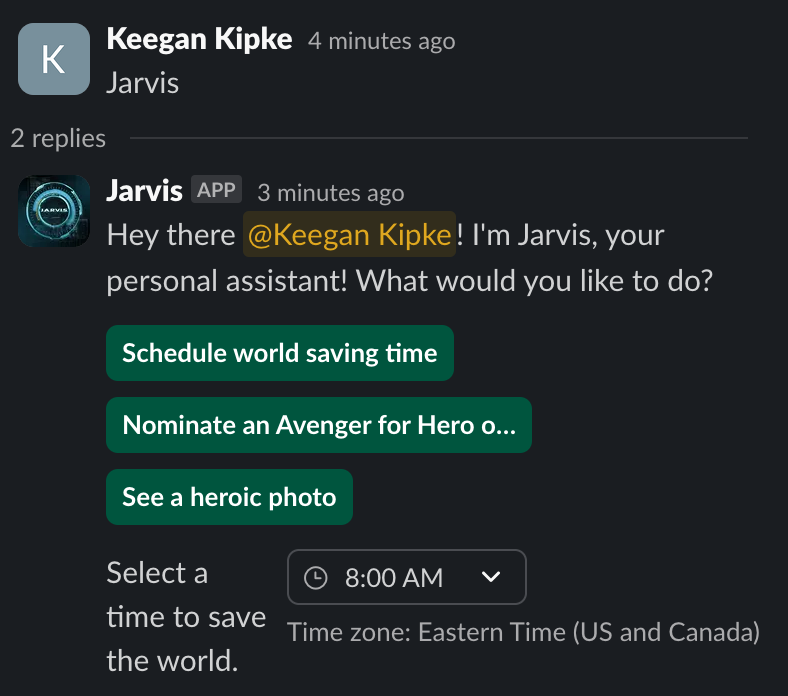 K
Keegan Kipke 4 minutes ago
Jarvis
2 replies
JARVIS
Jarvis APP 3 minutes ago
Hey there @Keegan Kipke! I'm Jarvis, your
personal assistant! What would you like to do?
Schedule world saving time
Nominate an Avenger for Hero o...
See a heroic photo
Select a
time to save
the world.
8:00 AM
Time zone: Eastern Time (US and Canada)